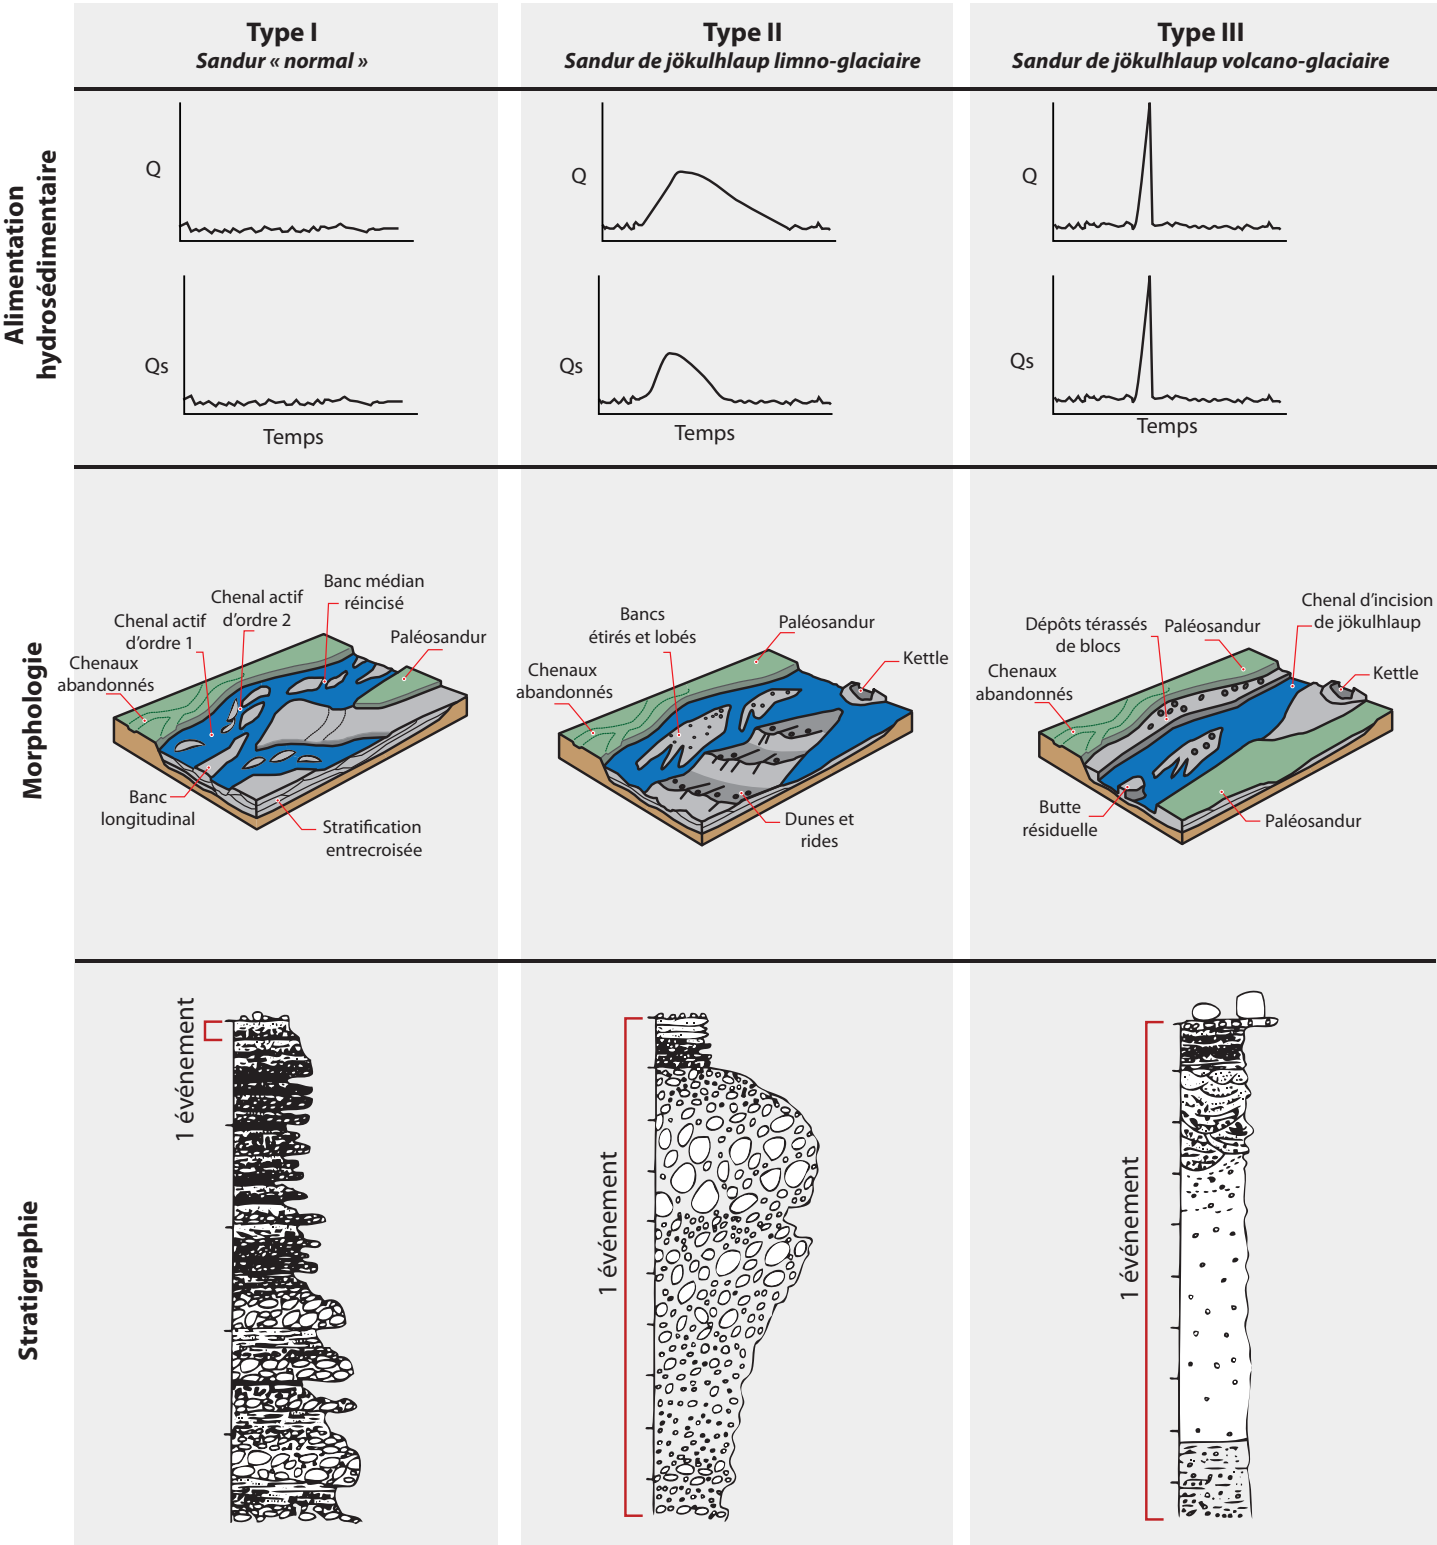 Type I
Sandur « normal »
Type II
Sandur de jökulhlaup limno-glaciaire
Type III
Sandur de jökulhlaup volcano-glaciaire
Alimentation
hydrosédimentaire
Q
Qs
Temps
Q
Qs
Temps
Q
Qs
Temps
Morphologie
Banc médian
réincisé
Chenal actif
d'ordre 2
Chenal actif
d'ordre 1
Paléosandur
Chenaux
abandonnés
Banc
longitudinal
Stratification
entrecroisée
Bancs
étirés et lobés
Paléosandur
Kettle
Chenaux
abandonnés
Dunes et
rides
Chenal d'incision
de jökulhlaup
Dépôts térassés
de blocs
Paléosandur
Kettle
Chenaux
abandonnés
Butte
résiduelle
Paléosandur
Stratigraphie
1 événement
1 événement
1 événement